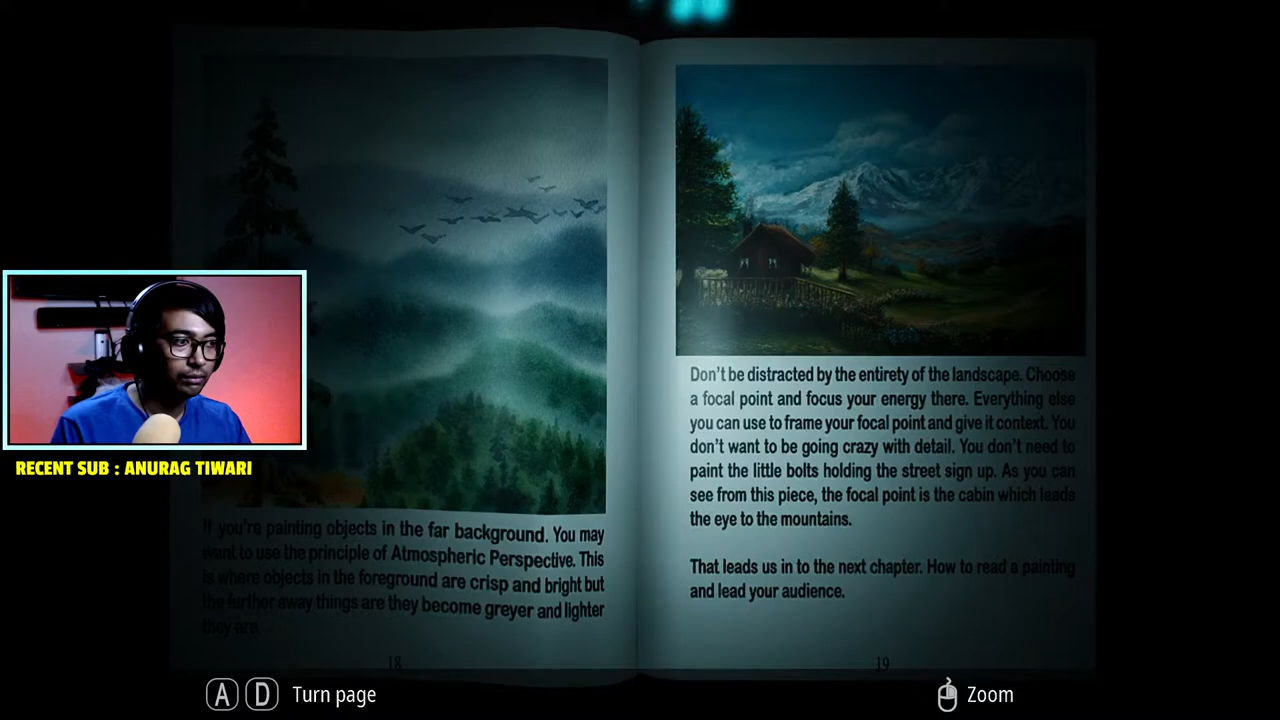 RECENT SUB : ANURAG TIWARI
If you're painting objects in the far background. You may
want to use the principle of Atmospheric Perspective. This
is where objects in the foreground are crisp and bright but
the further away things are they become greyer and lighter
they are.
18
Don't be distracted by the entirety of the landscape. Choose
a focal point and focus your energy there. Everything else
you can use to frame your focal point and give it context. You
don't want to be going crazy with detail. You don't need to
paint the little bolts holding the street sign up. As you can
see from this piece, the focal point is the cabin which leads
the eye to the mountains.
That leads us in to the next chapter. How to read a painting
and lead your audience.
19
A D Turn page
Zoom